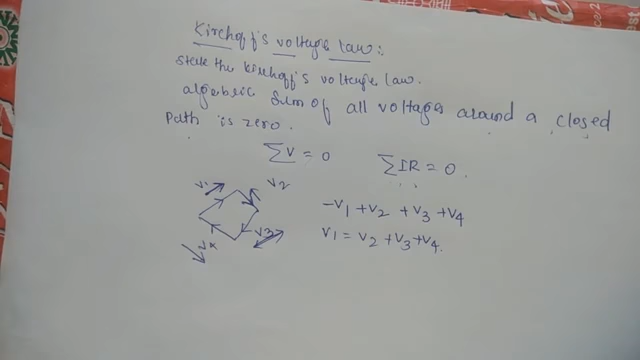 Kirchoff's voltage law:
state the Kirchoff's voltage law.
algebric sum of all voltages around a closed
path is zero.
∑V = 0 ∑IR = 0.
V1 V2
-V1 + V2 + V3 + V4
V3
V1 = V2 + V3 + V4.
V4